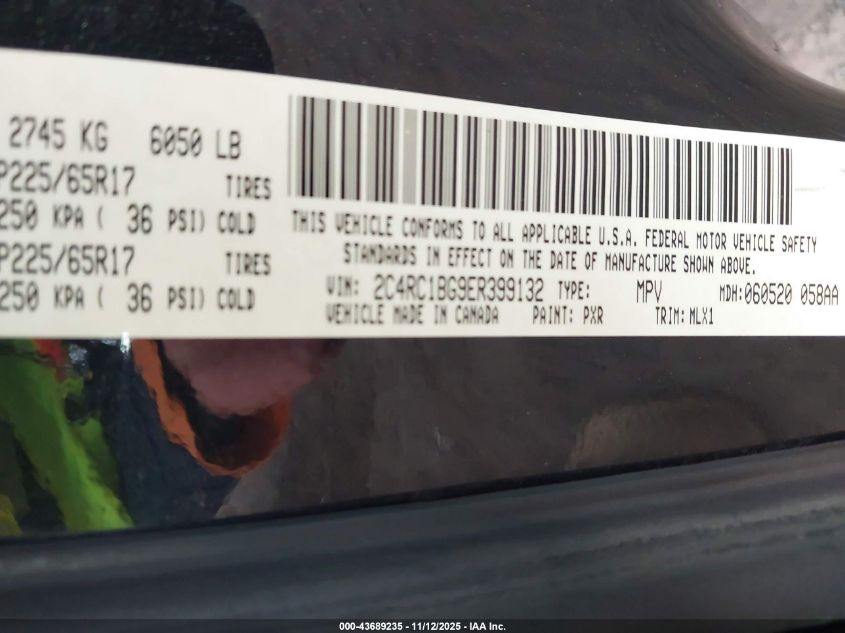 2745 KG 6050 LB
P225/65R17 TIRES
250 KPA ( 36 PSI) COLD
P225/65R17 TIRES
250 KPA ( 36 PSI) COLD
THIS VEHICLE CONFORMS TO ALL APPLICABLE U.S.A. FEDERAL MOTOR VEHICLE SAFETY
STANDARDS IN EFFECT ON THE DATE OF MANUFACTURE SHOWN ABOVE.
VIN: 2C4RC1BG9ER399132 TYPE: MPV MDH:060520 058AA
VEHICLE MADE IN CANADA PAINT: PXR TRIM: MLX1
000-43689235 - 11/12/2025 - IAA Inc.